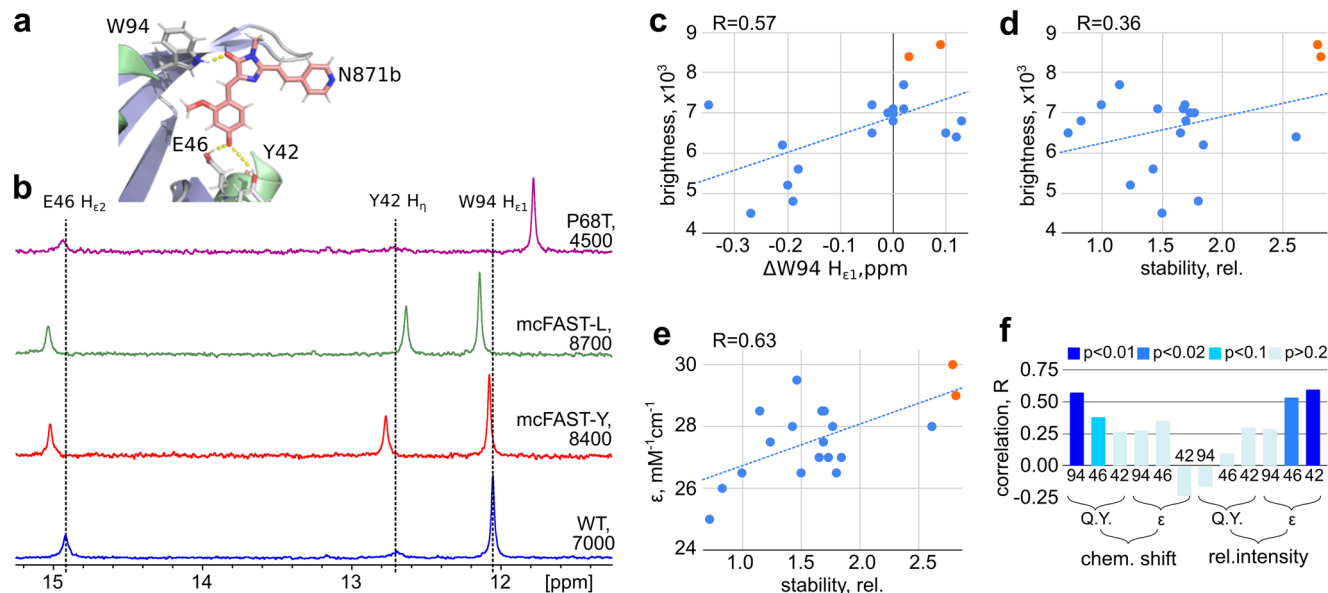 a
W94
N871b
E46
Y42
b
E46 Hε2
Y42 Hη
W94 Hε1
P68T,
4500
mcFAST-L,
8700
mcFAST-Y,
8400
WT,
7000
15
14
13
12
[ppm]
c
R=0.57
brightness, x10³
9
8
7
6
5
4
-0.3
-0.2
-0.1
0.0
0.1
ΔW94 Hε1,ppm
d
R=0.36
brightness, x10³
9
8
7
6
5
4
1.0
1.5
2.0
2.5
stability, rel.
e
R=0.63
ε, mM⁻¹cm⁻¹
30
28
26
24
1.0
1.5
2.0
2.5
stability, rel.
f
p<0.01 p<0.02 p<0.1 p>0.2
correlation, R
0.75
0.50
0.25
0.00
-0.25
94 46 42 94 46 42 94 46 42 94 46 42
Q.Y. ε Q.Y. ε
chem. shift rel.intensity